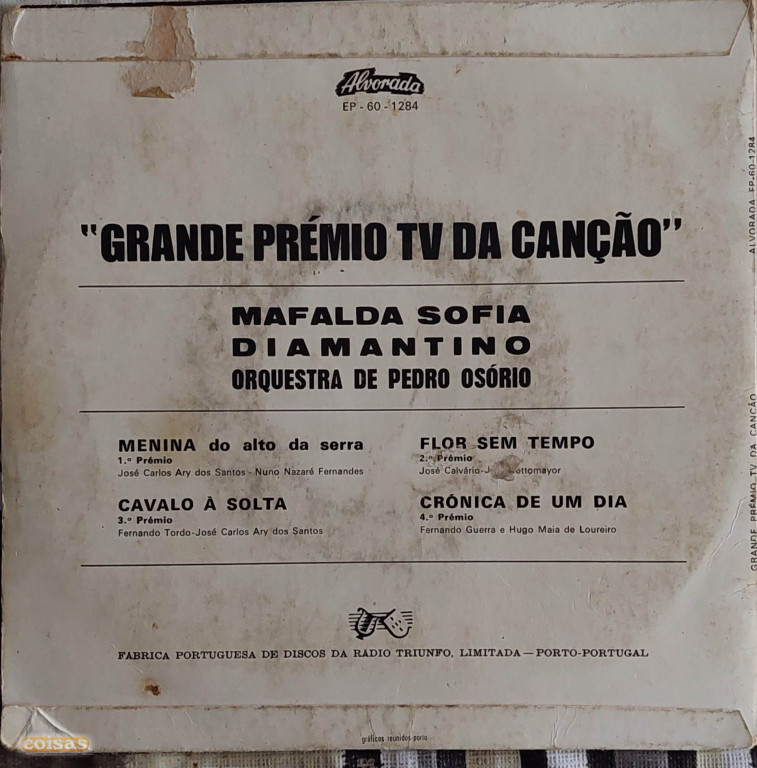 Alvorada
EP - 60 - 1284
"GRANDE PRÉMIO TV DA CANÇÃO"
MAFALDA SOFIA
DIAMANTINO
ORQUESTRA DE PEDRO OSÓRIO
MENINA do alto da serra
1.º Prémio
José Carlos Ary dos Santos - Nuno Nazaré Fernandes
CAVALO À SOLTA
3.º Prémio
Fernando Tordo-José Carlos Ary dos Santos
FLOR SEM TEMPO
2.º Prémio
José Calvário-J
CRÓNICA DE UM DIA
4.º Prémio
Fernando Guerra e Hugo Maia de Loureiro
FABRICA PORTUGUESA DE DISCOS DA RADIO TRIUNFO, LIMITADA — PORTO-PORTUGAL
gráficos reunidos-porto
ALVORADA EP-60-1284
GRANDE PRÉMIO TV DA CANÇÃO
coisas